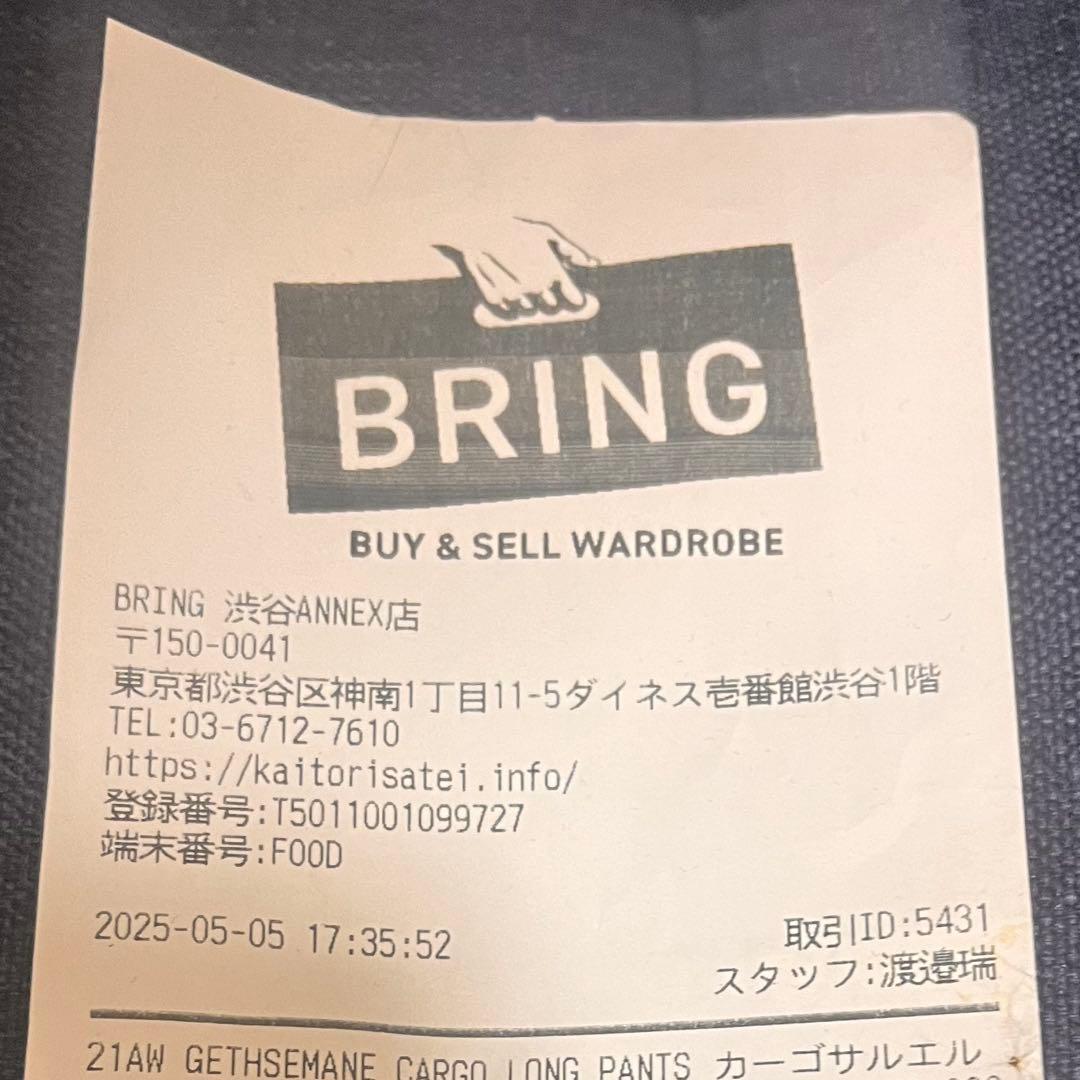 BRING
BUY & SELL WARDROBE
BRING 渋谷ANNEX店
〒150-0041
東京都渋谷区神南1丁目11-5ダイネス壱番館渋谷1階
TEL:03-6712-7610
https://kaitorisatei.info/
登録番号:T5011001099727
端末番号:F00D
2025-05-05 17:35:52 取引ID:5431
スタッフ:渡邉瑞
21AW GETHSEMANE CARGO LONG PANTS カーゴサルエル